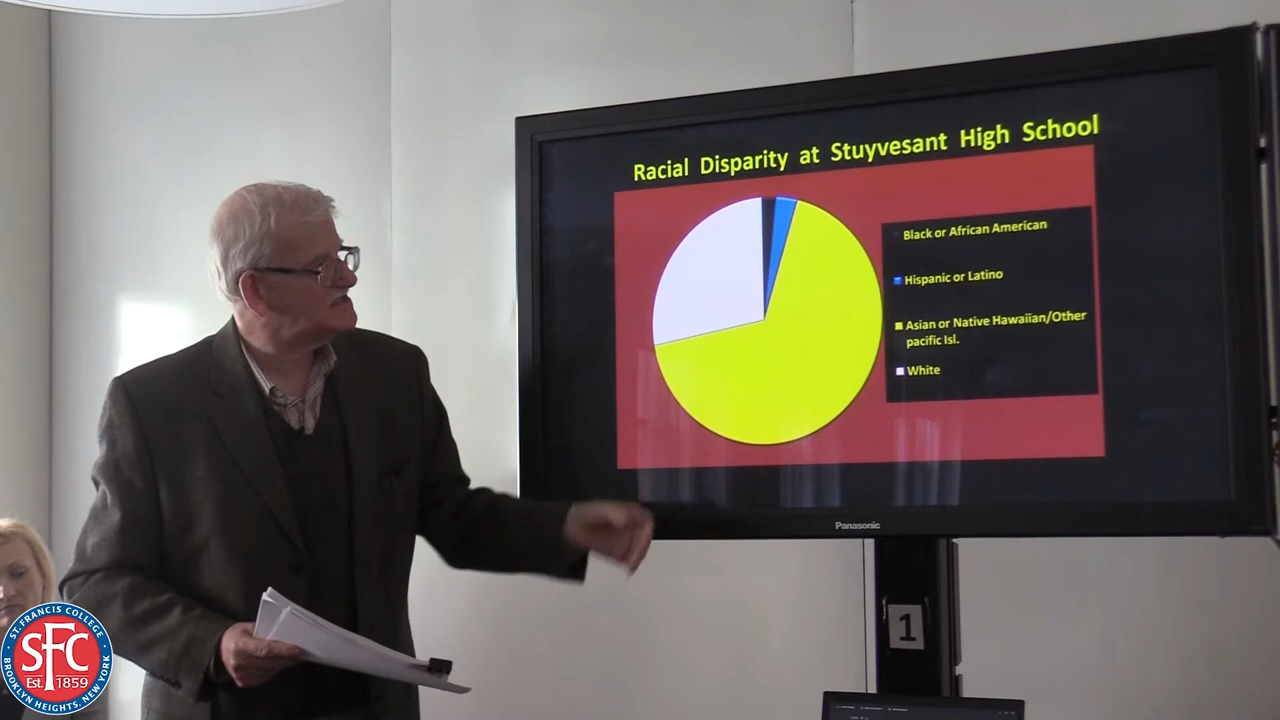 Racial Disparity at Stuyvesant High School
Black or African American
Hispanic or Latino
Asian or Native Hawaiian/Other
pacific Isl.
White
Panasonic
1
ST. FRANCIS COLLEGE
SFC
EST. 1859
BROOKLYN HEIGHTS, NEW YORK